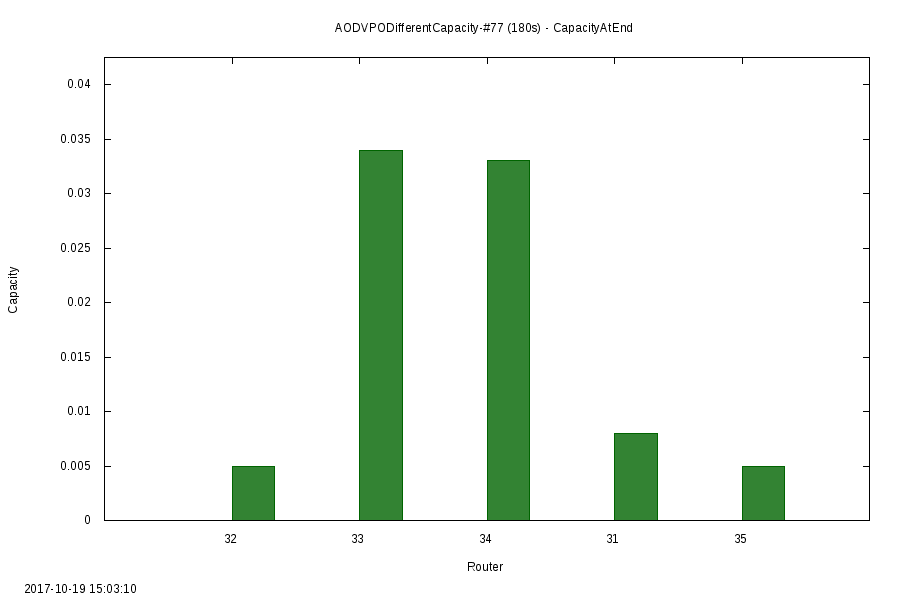 AODVPODifferentCapacity-#77 (180s) - CapacityAtEnd
0.04
0.035
0.03
0.025
0.02
0.015
0.01
0.005
0
Capacity
32 33 34 31 35
Router
2017-10-19 15:03:10